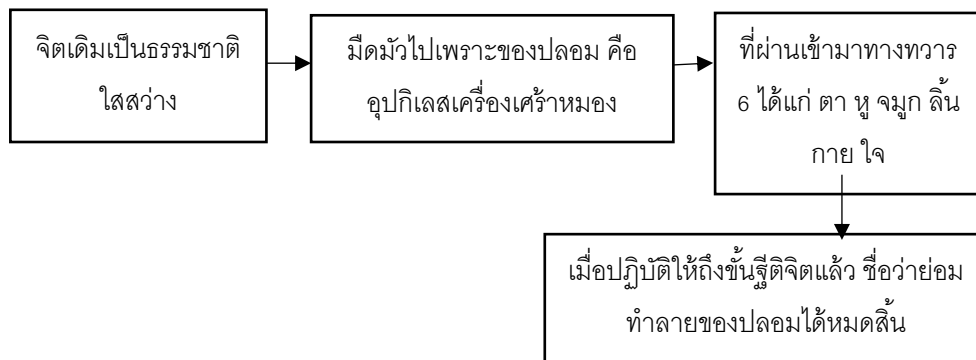 จิตเดิมเป็นธรรมชาติ
ใสสว่าง
มืดมัวไปเพราะของปลอม คือ
อุปกิเลสเครื่องเศร้าหมอง
ที่ผ่านเข้ามาทางทวาร
6 ได้แก่ ตา หู จมูก ลิ้น
กาย ใจ
เมื่อปฏิบัติให้ถึงขั้นฐีติจิตแล้ว ชื่อว่าย่อม
ทำลายของปลอมได้หมดสิ้น